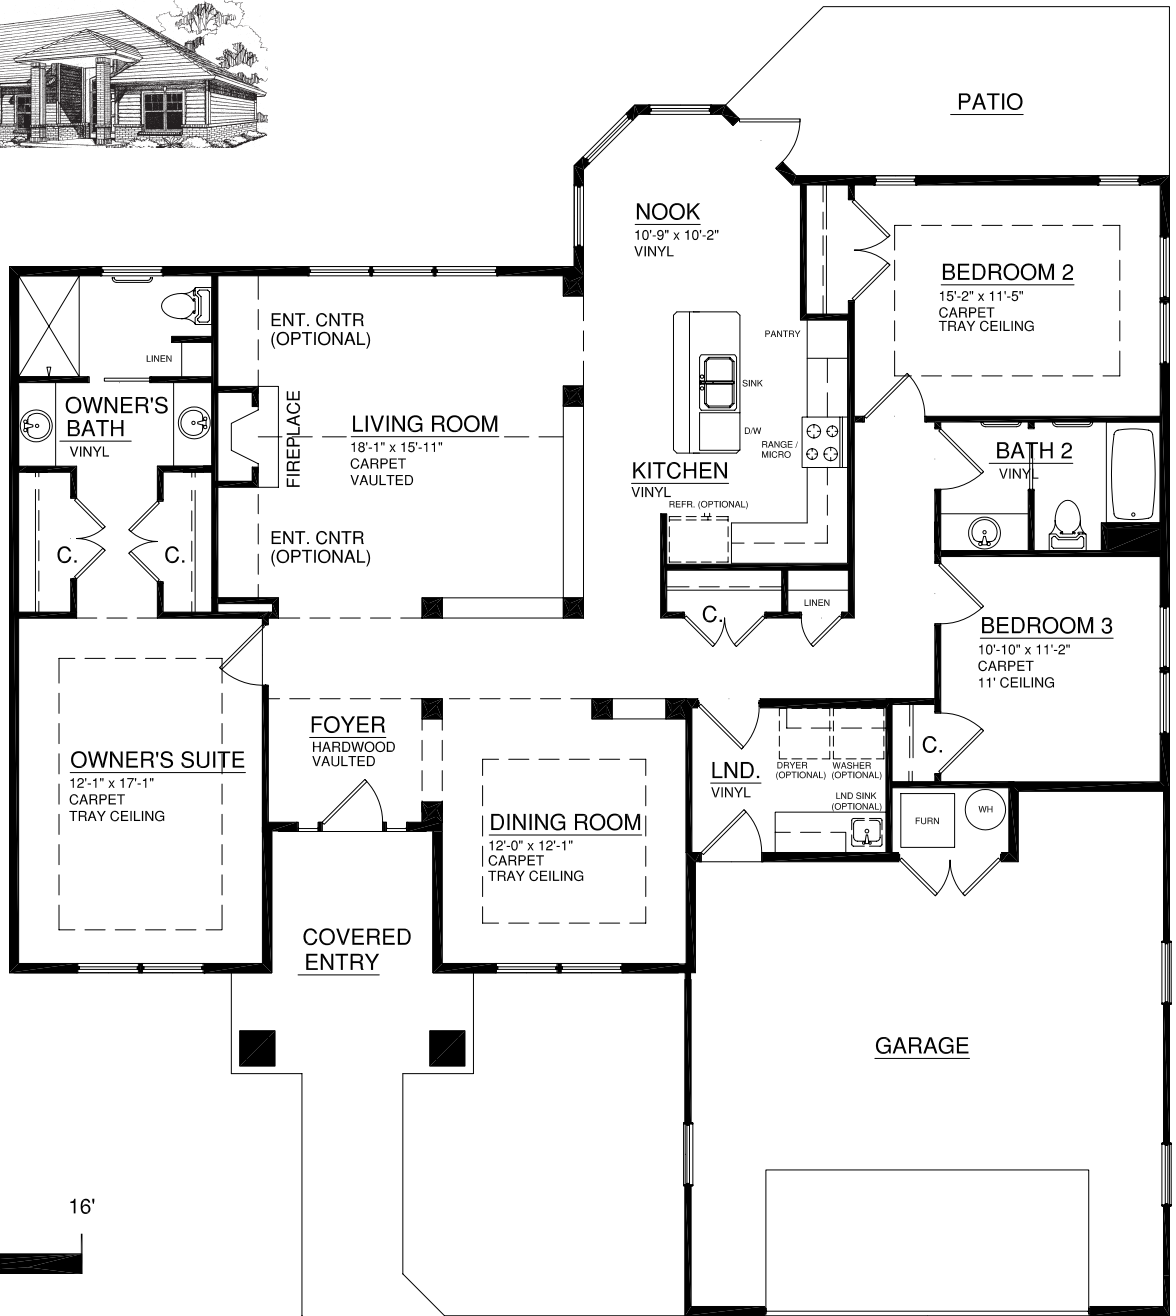 PATIO
NOOK
10'-9" x 10'-2"
VINYL
BEDROOM 2
15'-2" x 11'-5"
CARPET
TRAY CEILING
ENT. CNTR
(OPTIONAL)
PANTRY
LINEN
SINK
OWNER'S
BATH
VINYL
FIREPLACE
LIVING ROOM
18'-1" x 15'-11"
CARPET
VAULTED
D/W
RANGE /
MICRO
KITCHEN
VINYL
REFR. (OPTIONAL)
BATH 2
VINYL
ENT. CNTR
(OPTIONAL)
C.
C.
C.
LINEN
BEDROOM 3
10'-10" x 11'-2"
CARPET
11' CEILING
FOYER
HARDWOOD
VAULTED
C.
OWNER'S SUITE
12'-1" x 17'-1"
CARPET
TRAY CEILING
LND.
VINYL
DRYER
(OPTIONAL)
WASHER
(OPTIONAL)
LND SINK
(OPTIONAL)
FURN
WH
DINING ROOM
12'-0" x 12'-1"
CARPET
TRAY CEILING
COVERED
ENTRY
GARAGE
16'